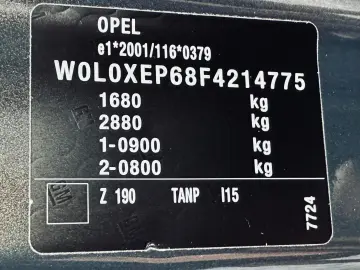 OPEL
e1*2001/116*0379
W0L0XEP68F4214775
1680 kg
2880 kg
1-0900 kg
2-0800 kg
Z 190 TANP I15
7724
GM